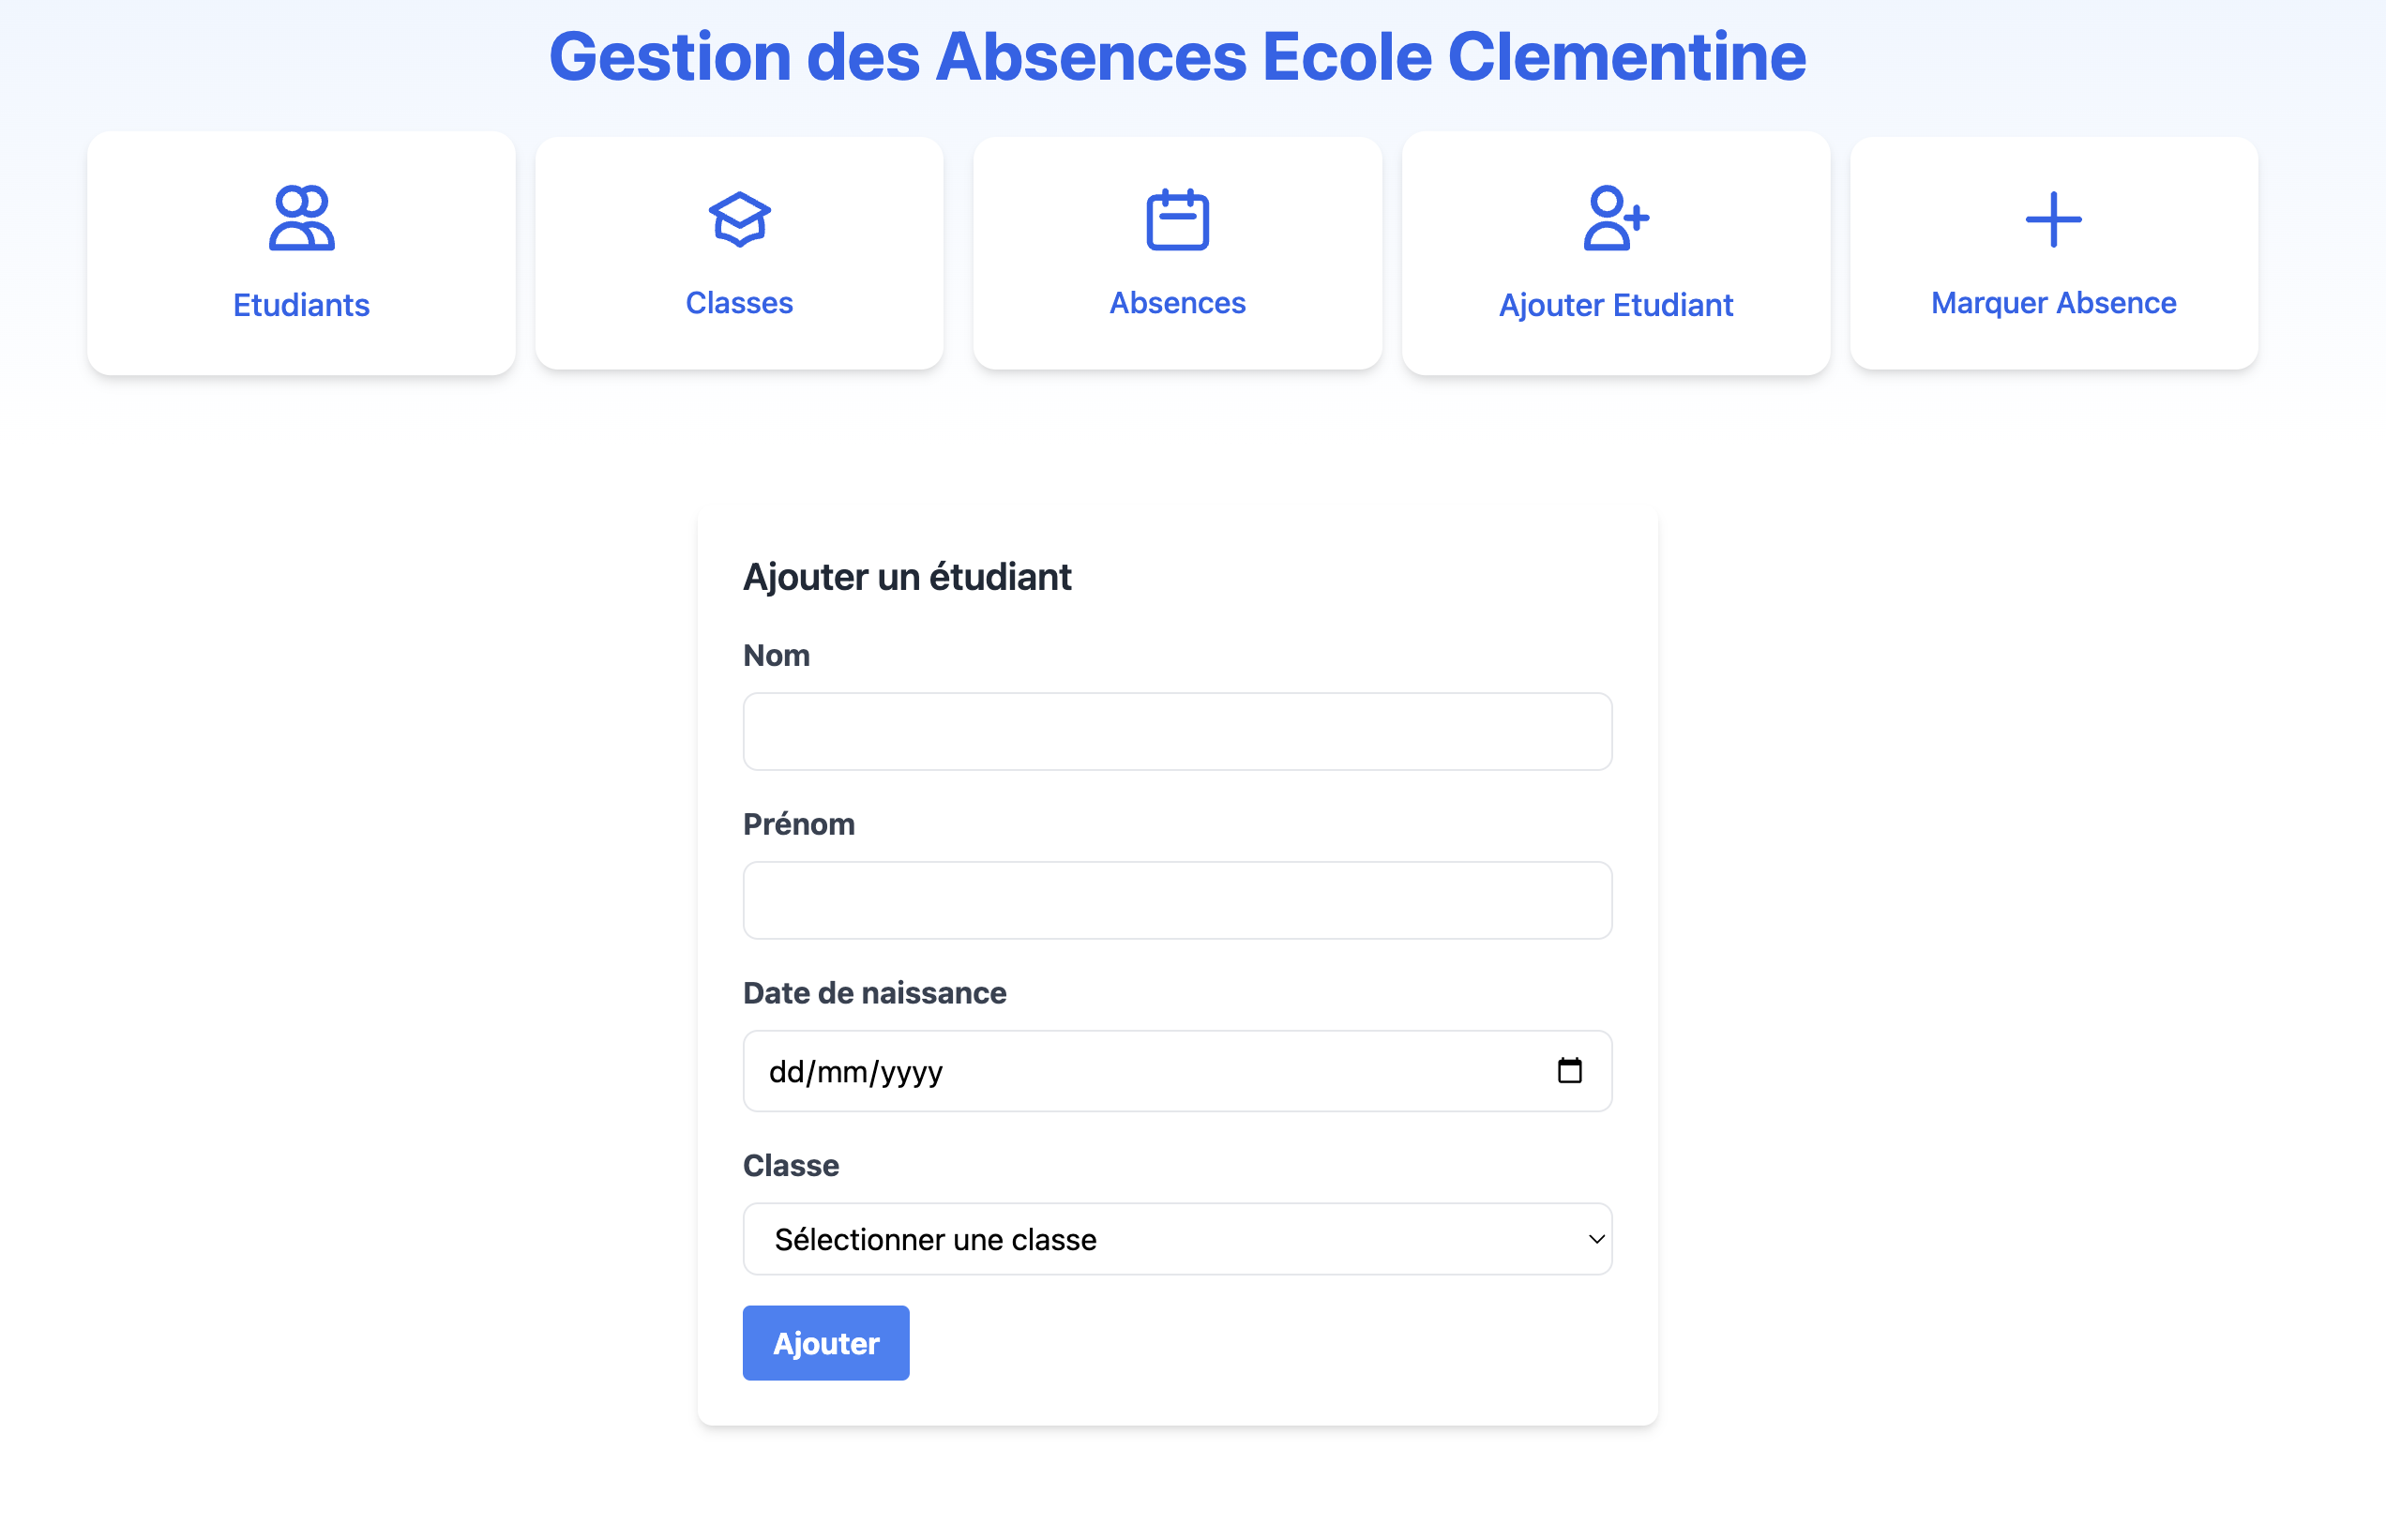 Gestion des Absences Ecole Clementine
Etudiants
Classes
Absences
Ajouter Etudiant
Marquer Absence
Ajouter un étudiant
Nom
Prénom
Date de naissance
dd/mm/yyyy
Classe
Sélectionner une classe
Ajouter